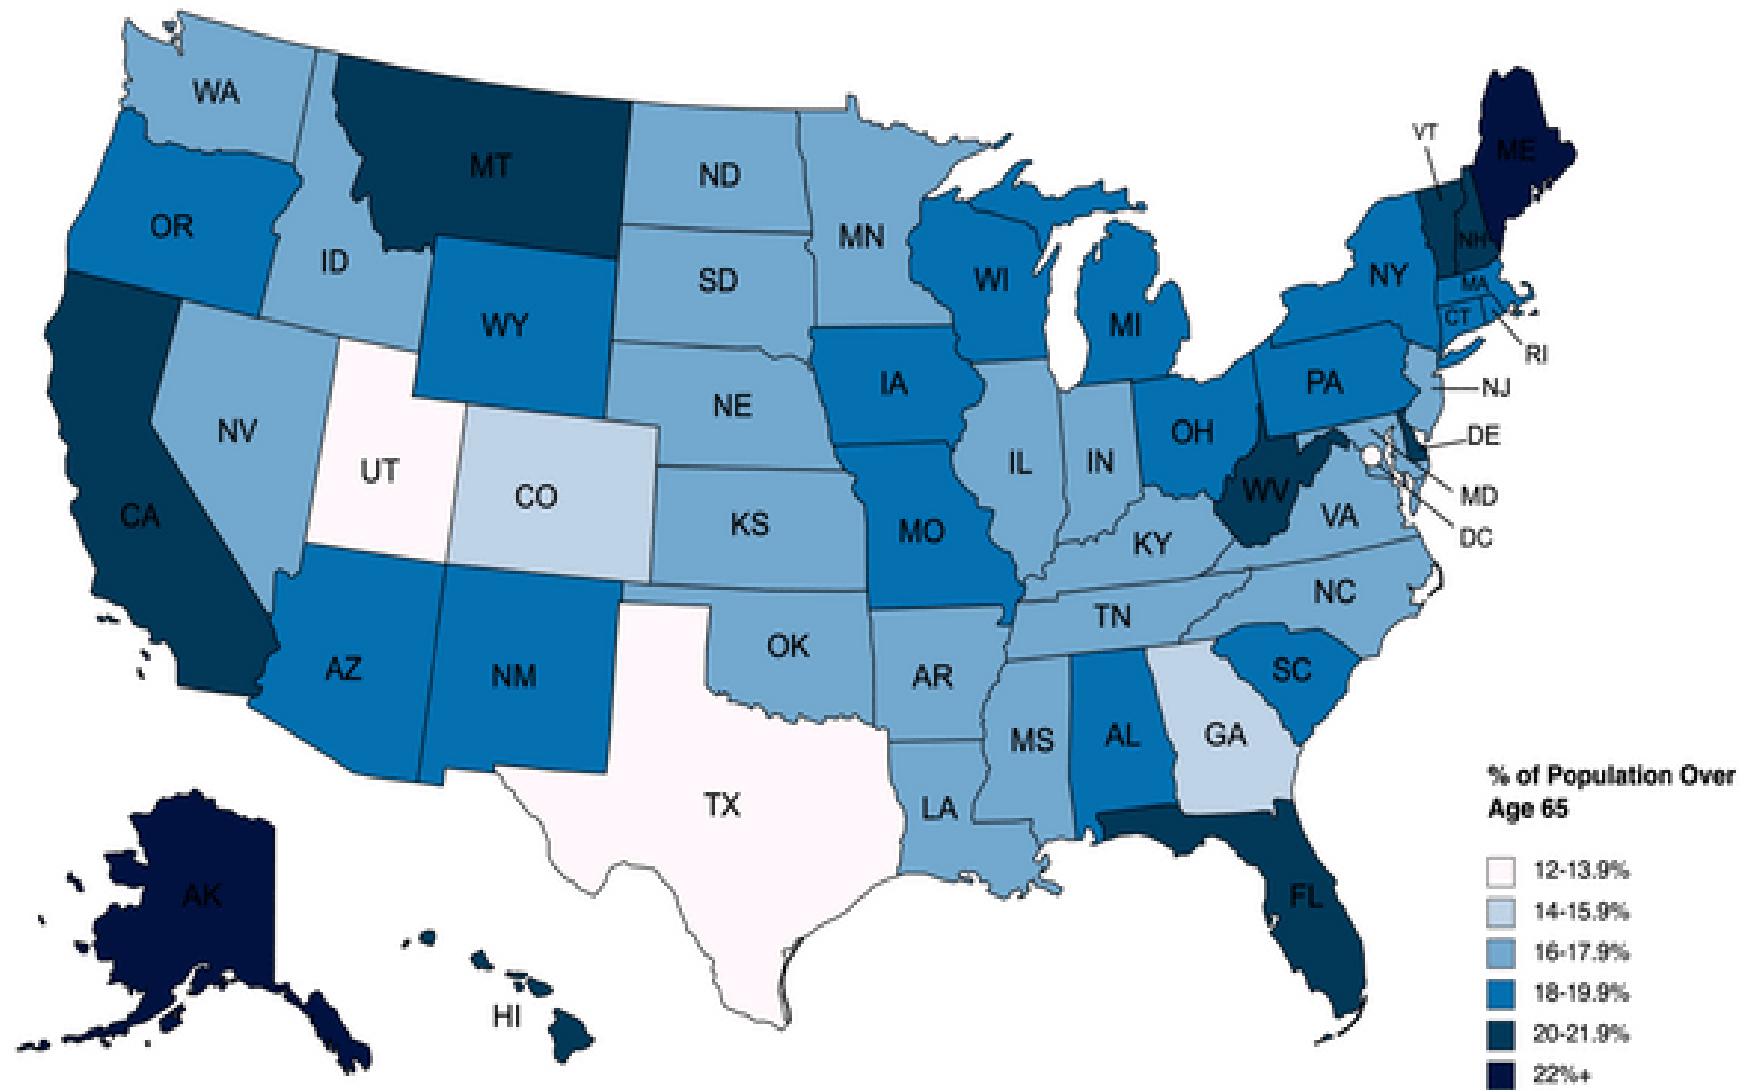 WA
MT
ND
MN
OR
ID
SD
WI
WY
MI
NY
VT
ME
NH
MA
CT
RI
IA
NE
PA
NJ
NV
UT
CO
IL
IN
OH
DE
WV
MD
DC
CA
KS
MO
KY
VA
NC
TN
AZ
NM
OK
AR
SC
MS
AL
GA
TX
LA
FL
AK
HI
% of Population Over
Age 65
12-13.9%
14-15.9%
16-17.9%
18-19.9%
20-21.9%
22%+